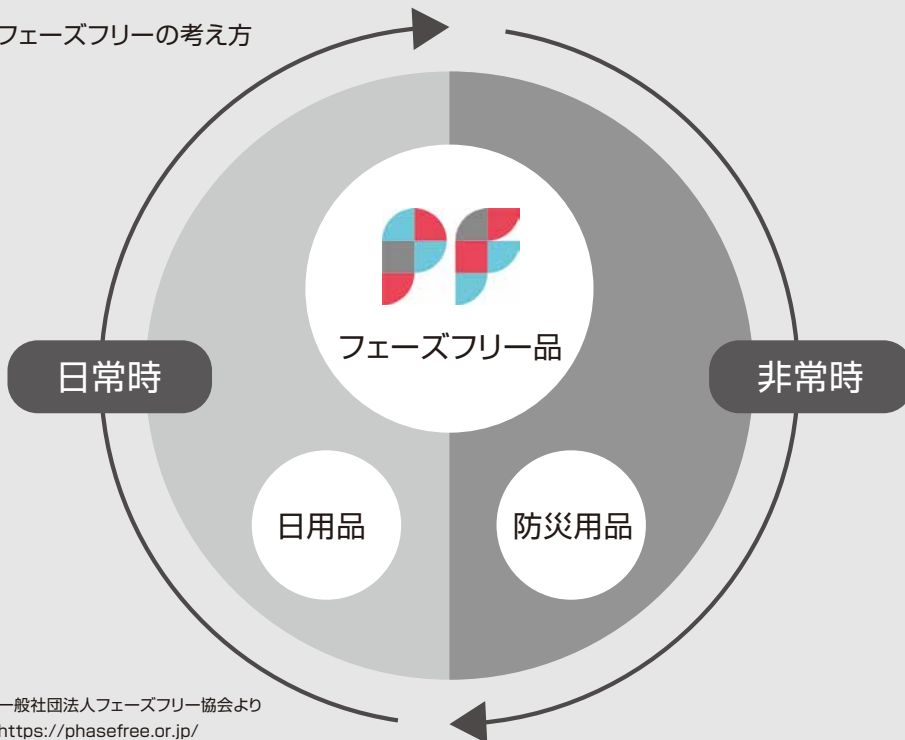 フェーズフリーの考え方
PF
フェーズフリー品
日常時
非常時
日用品
防災用品
一般社団法人フェーズフリー協会より
https://phasefree.or.jp/